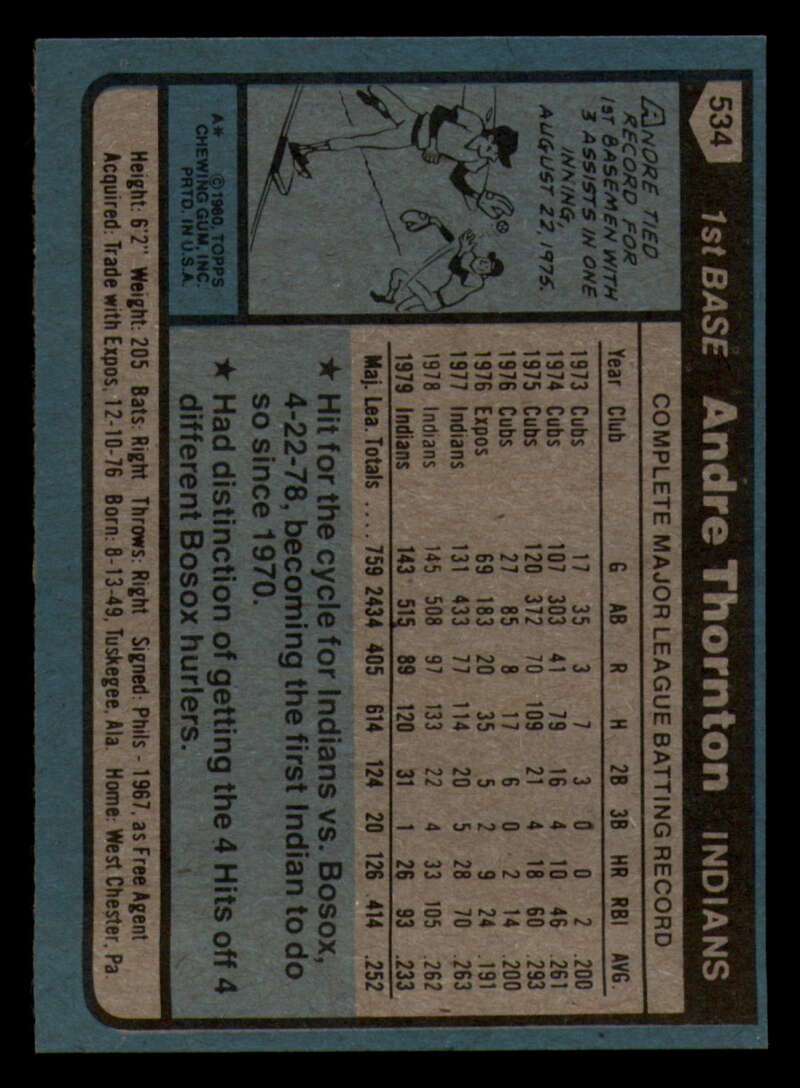 534 1st BASE Andre Thornton INDIANS
ANDRE TIED
RECORD FOR
1ST BASEMEN WITH
3 ASSISTS IN ONE
INNING,
AUGUST 22, 1975.
A* ©1980, TOPPS
CHEWING GUM, INC.
PRTD. IN U.S.A.
COMPLETE MAJOR LEAGUE BATTING RECORD
Year Club G AB R H 2B 3B HR RBI AVG.
1973 Cubs 17 35 3 7 3 0 0 2 .200
1974 Cubs 107 303 41 79 16 4 10 46 .261
1975 Cubs 120 372 70 109 21 4 18 60 .293
1976 Cubs 27 85 8 17 6 0 2 14 .200
1976 Expos 69 183 20 35 5 2 9 24 .191
1977 Indians 131 433 77 114 20 5 28 70 .263
1978 Indians 145 508 97 133 22 4 33 105 .262
1979 Indians 143 515 89 120 31 1 26 93 .233
Maj. Lea. Totals .... 759 2434 405 614 124 20 126 414 .252
★ Hit for the cycle for Indians vs. Bosox,
4-22-78, becoming the first Indian to do
so since 1970.
★ Had distinction of getting the 4 Hits off 4
different Bosox hurlers.
Height: 6'2" Weight: 205 Bats: Right Throws: Right Signed: Phils - 1967, as Free Agent
Acquired: Trade with Expos, 12-10-76 Born: 8-13-49, Tuskegee, Ala. Home: West Chester, Pa.